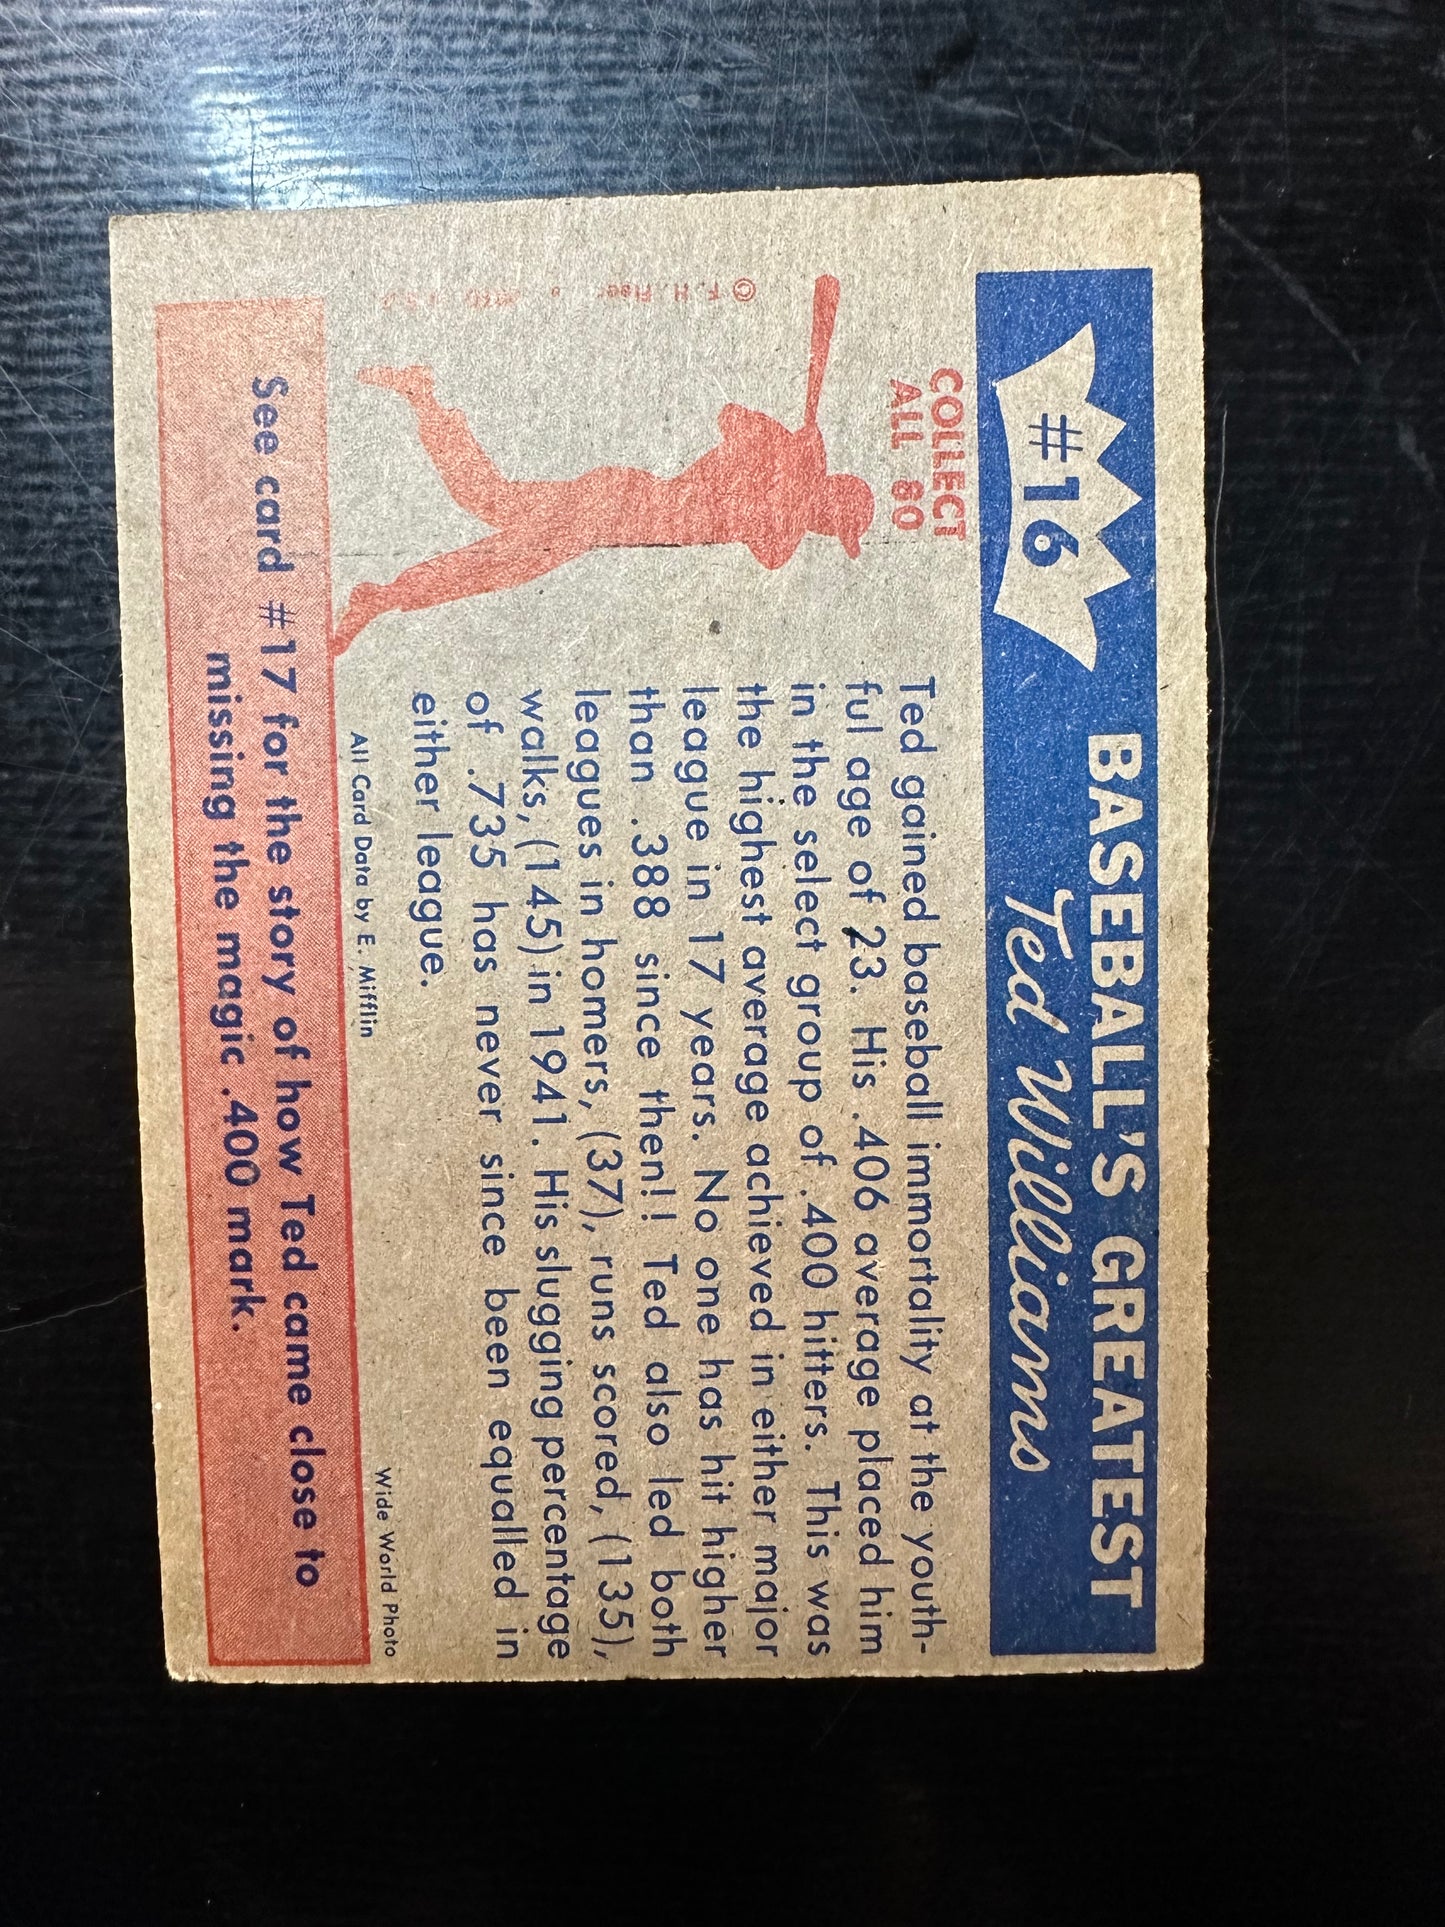 #16
BASEBALL'S GREATEST
Ted Williams
COLLECT
ALL 80
Ted gained baseball immortality at the youth-
ful age of 23. His .406 average placed him
in the select group of .400 hitters. This was
the highest average achieved in either major
league in 17 years. No one has hit higher
than .388 since then!! Ted also led both
leagues in homers, (37), runs scored, (135),
walks, (145) in 1941. His slugging percentage
of .735 has never since been equalled in
either league.
© F. H. Fleer
All Card Data by E. Mifflin
Wide World Photo
See card #17 for the story of how Ted came close to
missing the magic .400 mark.